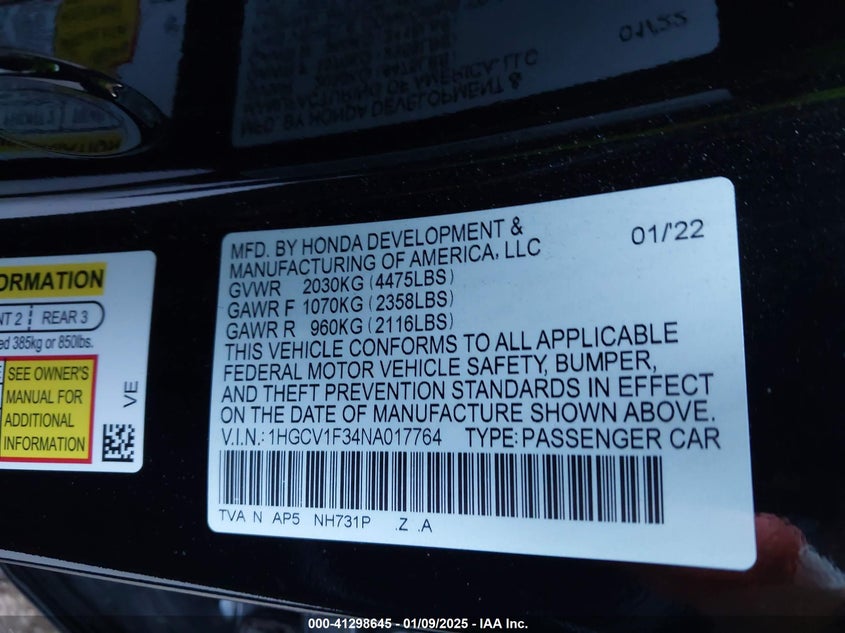 MFD. BY HONDA DEVELOPMENT &
MANUFACTURING OF AMERICA, LLC
01/'22
GVWR 2030KG (4475LBS)
GAWR F 1070KG (2358LBS)
GAWR R 960KG (2116LBS)
THIS VEHICLE CONFORMS TO ALL APPLICABLE
FEDERAL MOTOR VEHICLE SAFETY, BUMPER,
AND THEFT PREVENTION STANDARDS IN EFFECT
ON THE DATE OF MANUFACTURE SHOWN ABOVE.
V.I.N.: 1HGCV1F34NA017764 TYPE: PASSENGER CAR
TVA N AP5 NH731P .Z .A
REAR 3
385kg or 850lbs.
SEE OWNER'S
MANUAL FOR
ADDITIONAL
INFORMATION
VE
000-41298645 - 01/09/2025 - IAA Inc.